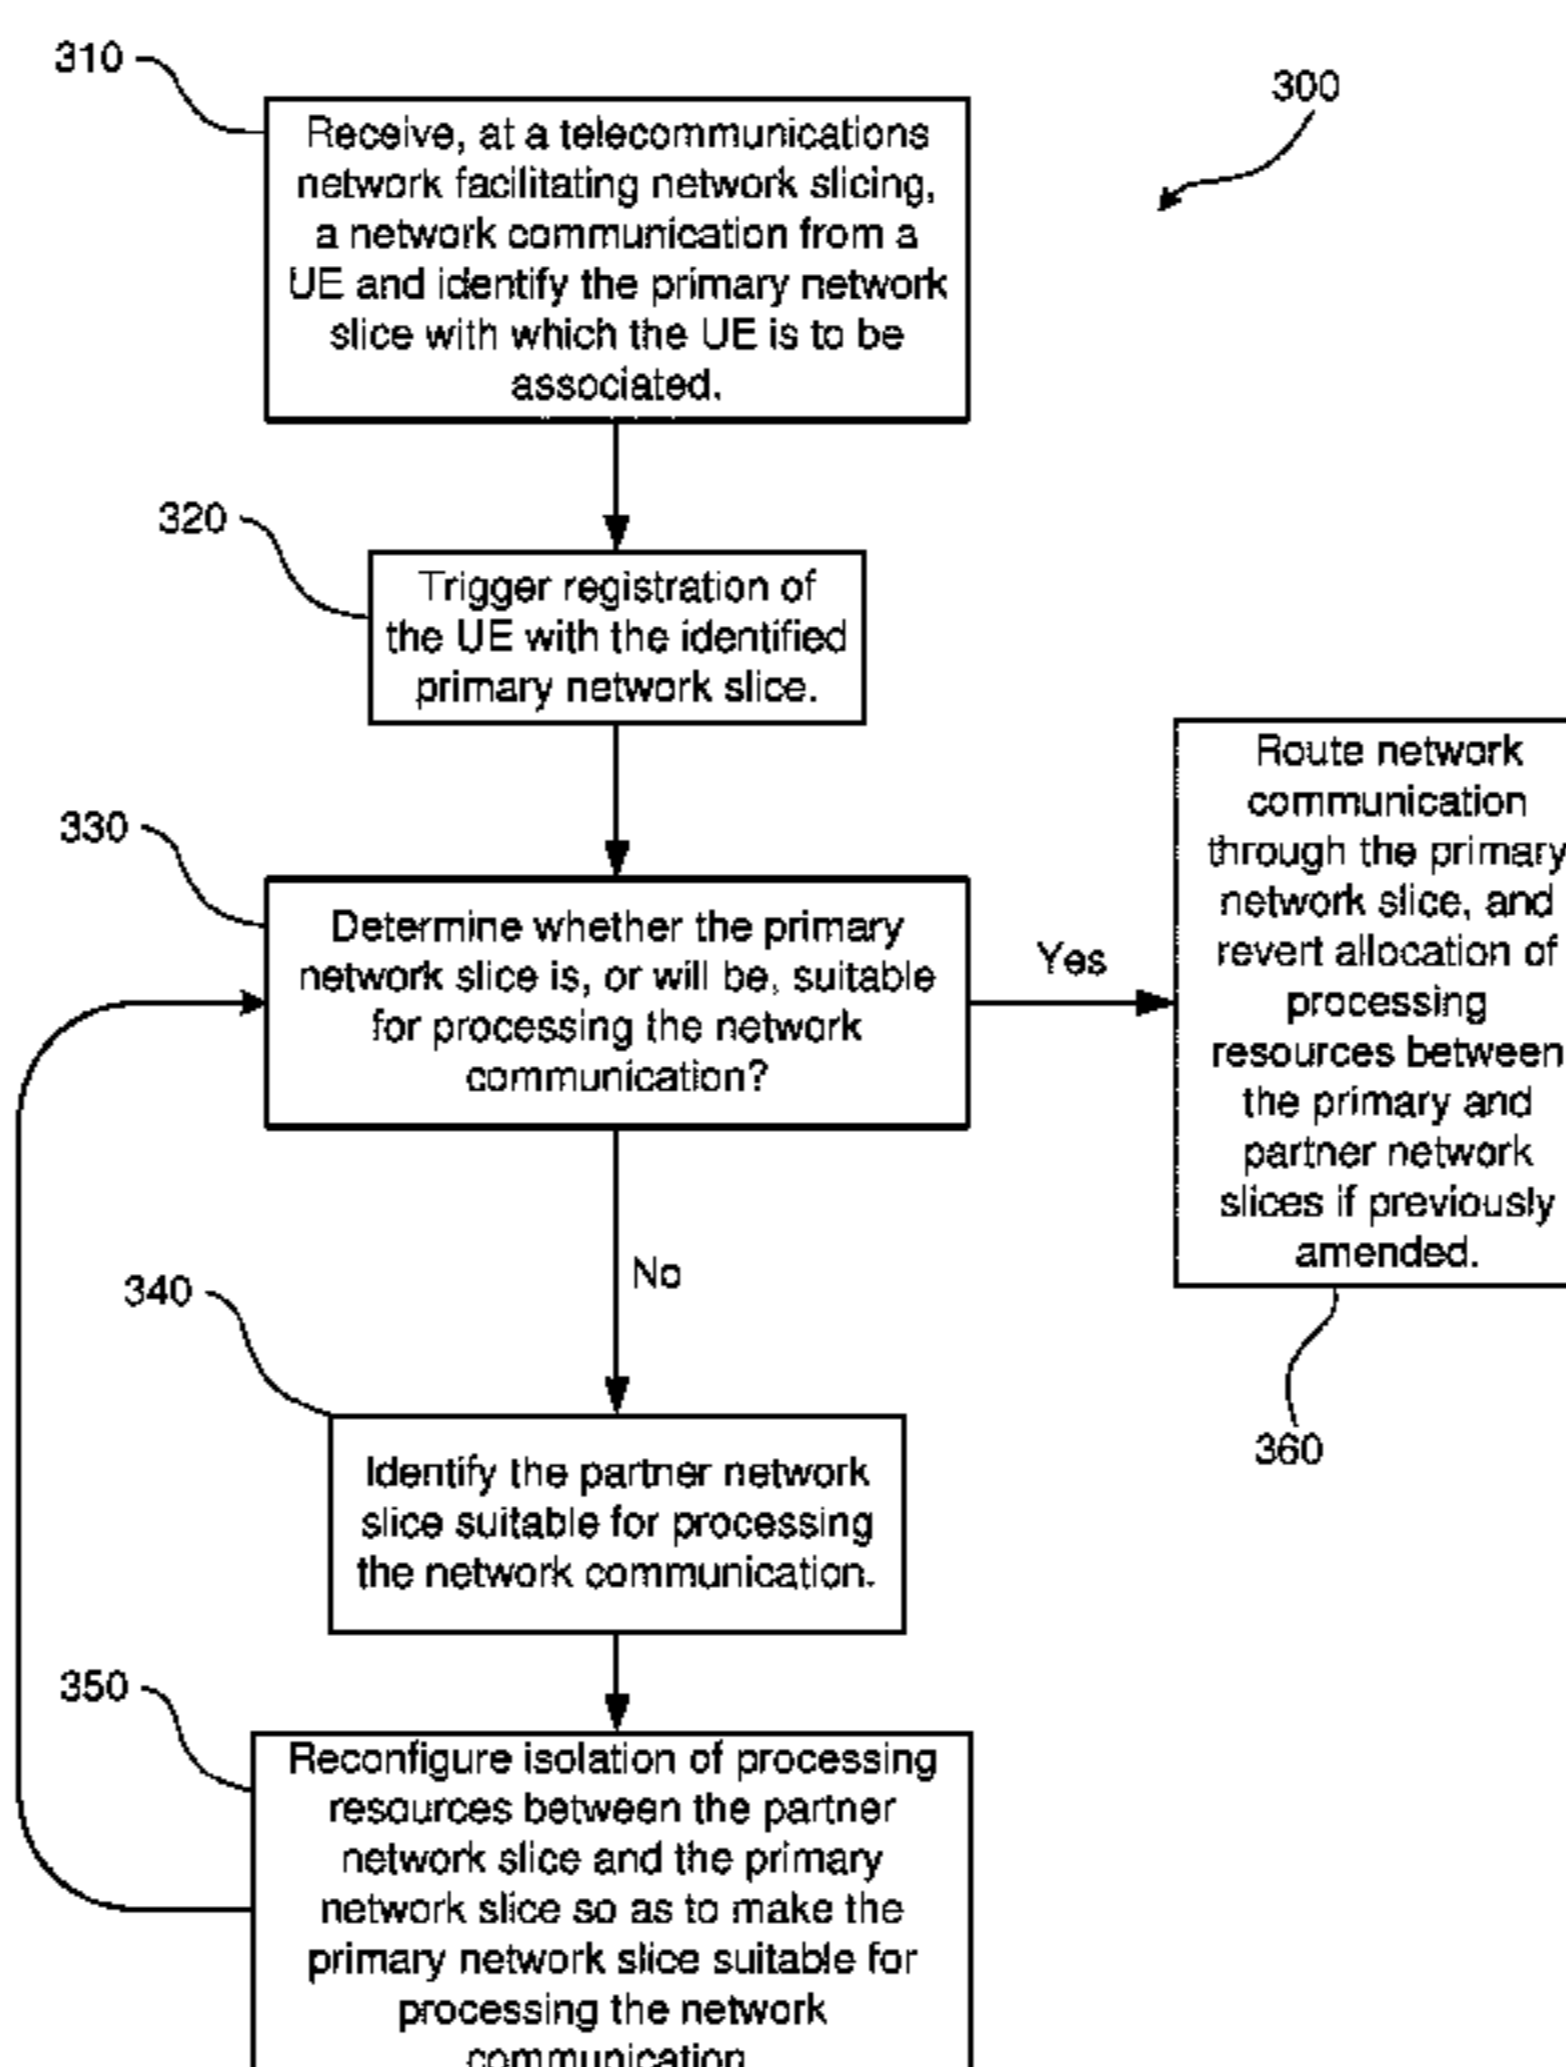 310
300
Receive, at a telecommunications
network facilitating network slicing,
a network communication from a
UE and identify the primary network
slice with which the UE is to be
associated.
320
Trigger registration of
the UE with the identified
primary network slice.
330
Determine whether the primary
network slice is, or will be, suitable
for processing the network
communication?
Yes
Route network
communication
through the primary
network slice, and
revert allocation of
processing
resources between
the primary and
partner network
slices if previously
amended.
360
No
340
Identify the partner network
slice suitable for processing
the network communication.
350
Reconfigure isolation of processing
resources between the partner
network slice and the primary
network slice so as to make the
primary network slice suitable for
processing the network
communication